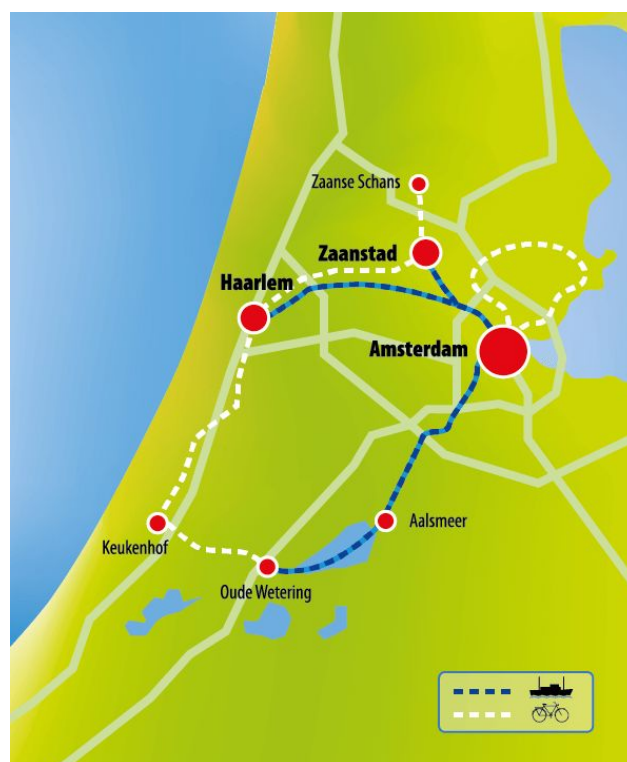 Zaanse Schans
Zaanstad
Haarlem
Amsterdam
Aalsmeer
Keukenhof
Oude Wetering